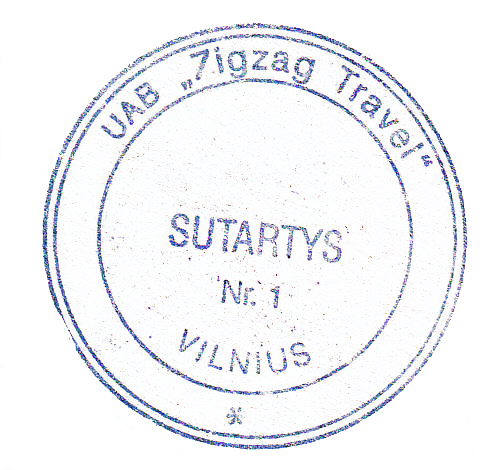 UAB „Zigzag Travel“
SUTARTYS
Nr. 1
VILNIUS
*